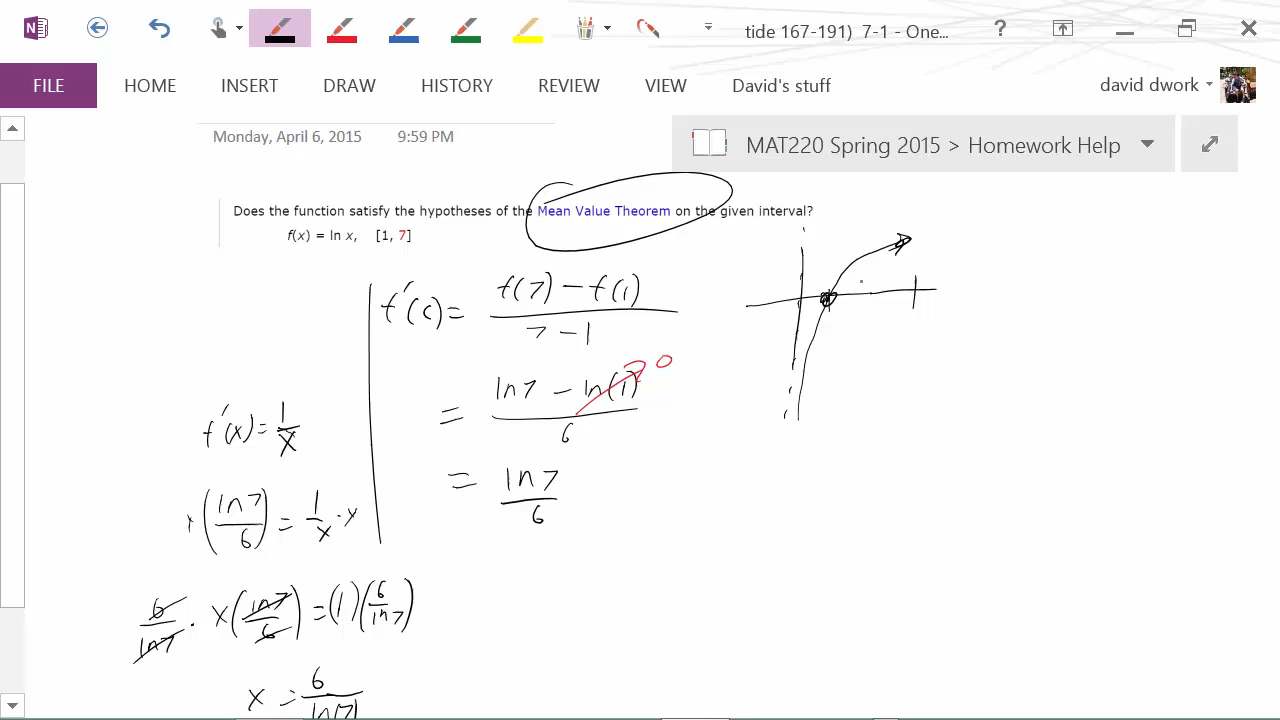 tide 167-191) 7-1 - One...
?
FILE HOME INSERT DRAW HISTORY REVIEW VIEW David's stuff
david dwork
Monday, April 6, 2015 9:59 PM
MAT220 Spring 2015 > Homework Help
Does the function satisfy the hypotheses of the Mean Value Theorem on the given interval?
f(x) = ln x, [1, 7]
f'(c) = f(7) - f(1) / 7 - 1
= ln 7 - ln(1) / 6
0
= ln 7 / 6
f'(x) = 1/x
x (ln 7 / 6) = 1/x · x
6/ln 7 · x (ln 7 / 6) = (1)(6/ln 7)
x = 6 / ln(7)